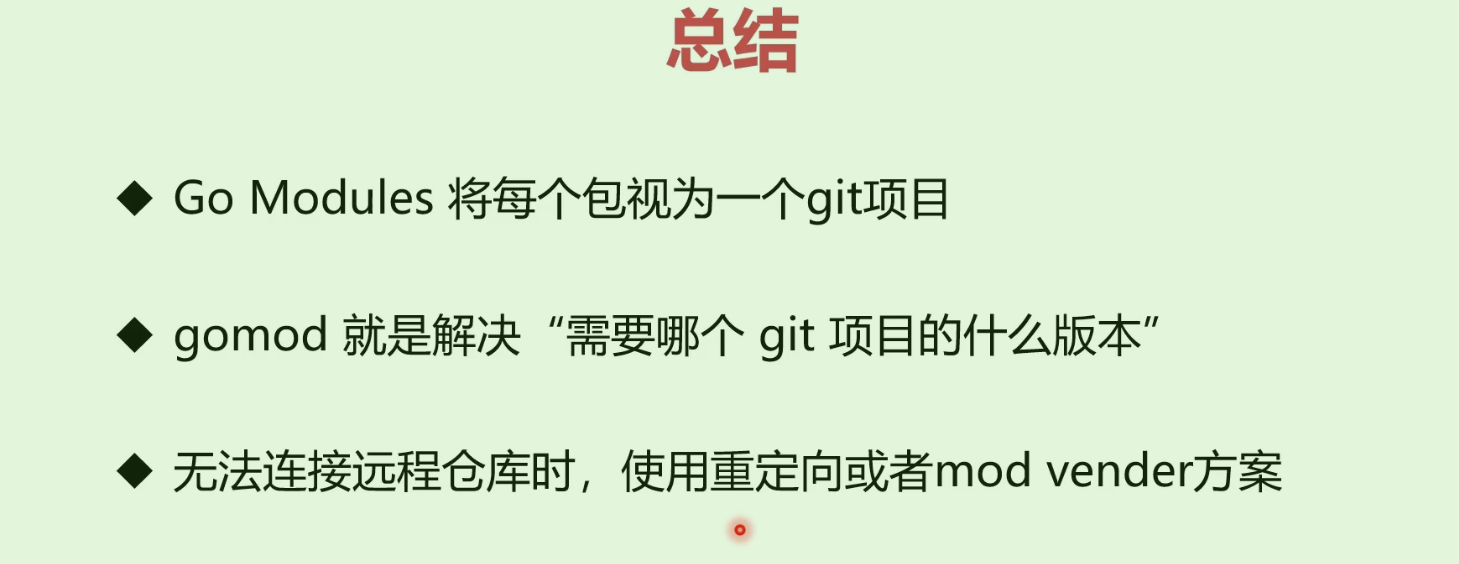 总结
◆ Go Modules 将每个包视为一个git项目
◆ gomod 就是解决“需要哪个 git 项目的什么版本”
◆ 无法连接远程仓库时，使用重定向或者mod vender方案